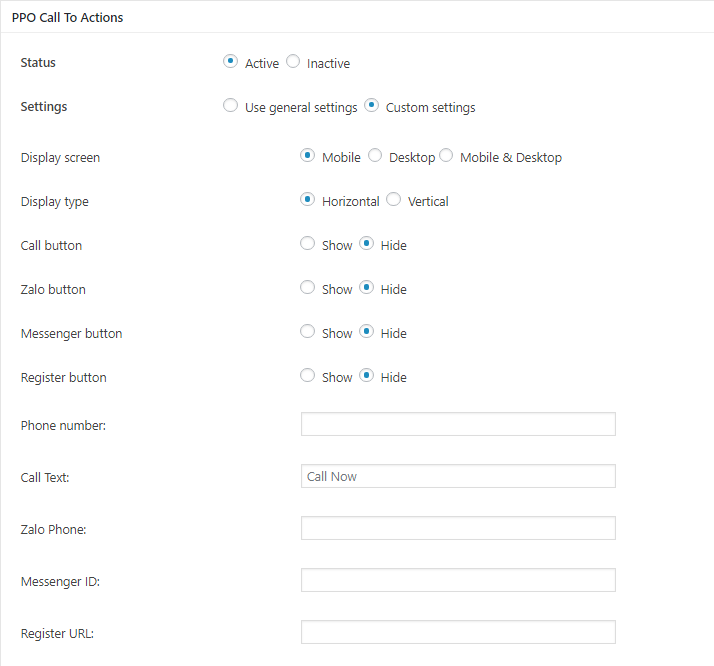 PPO Call To Actions
Status Active Inactive
Settings Use general settings Custom settings
Display screen Mobile Desktop Mobile & Desktop
Display type Horizontal Vertical
Call button Show Hide
Zalo button Show Hide
Messenger button Show Hide
Register button Show Hide
Phone number:
Call Text: Call Now
Zalo Phone:
Messenger ID:
Register URL: